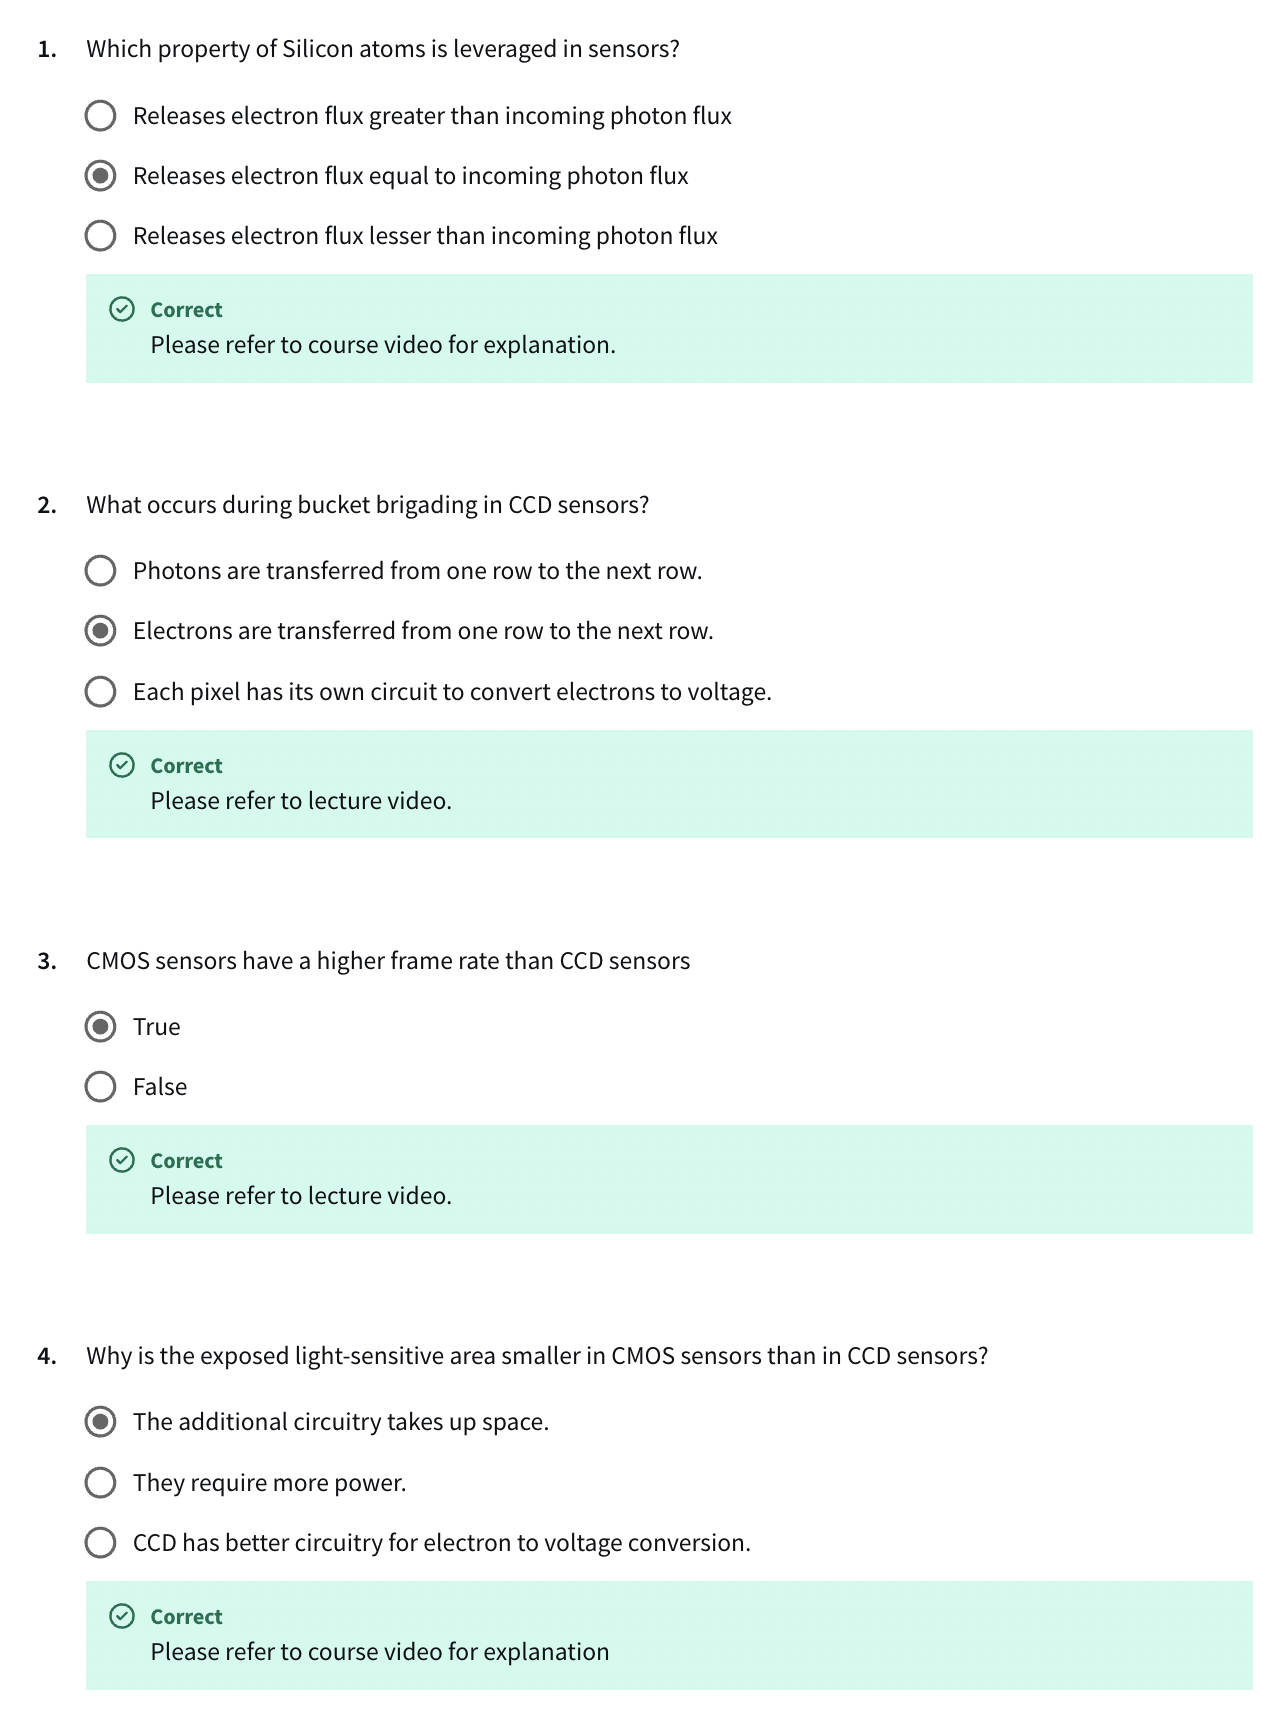 1. Which property of Silicon atoms is leveraged in sensors?
Releases electron flux greater than incoming photon flux
Releases electron flux equal to incoming photon flux
Releases electron flux lesser than incoming photon flux
Correct
Please refer to course video for explanation.
2. What occurs during bucket brigading in CCD sensors?
Photons are transferred from one row to the next row.
Electrons are transferred from one row to the next row.
Each pixel has its own circuit to convert electrons to voltage.
Correct
Please refer to lecture video.
3. CMOS sensors have a higher frame rate than CCD sensors
True
False
Correct
Please refer to lecture video.
4. Why is the exposed light-sensitive area smaller in CMOS sensors than in CCD sensors?
The additional circuitry takes up space.
They require more power.
CCD has better circuitry for electron to voltage conversion.
Correct
Please refer to course video for explanation